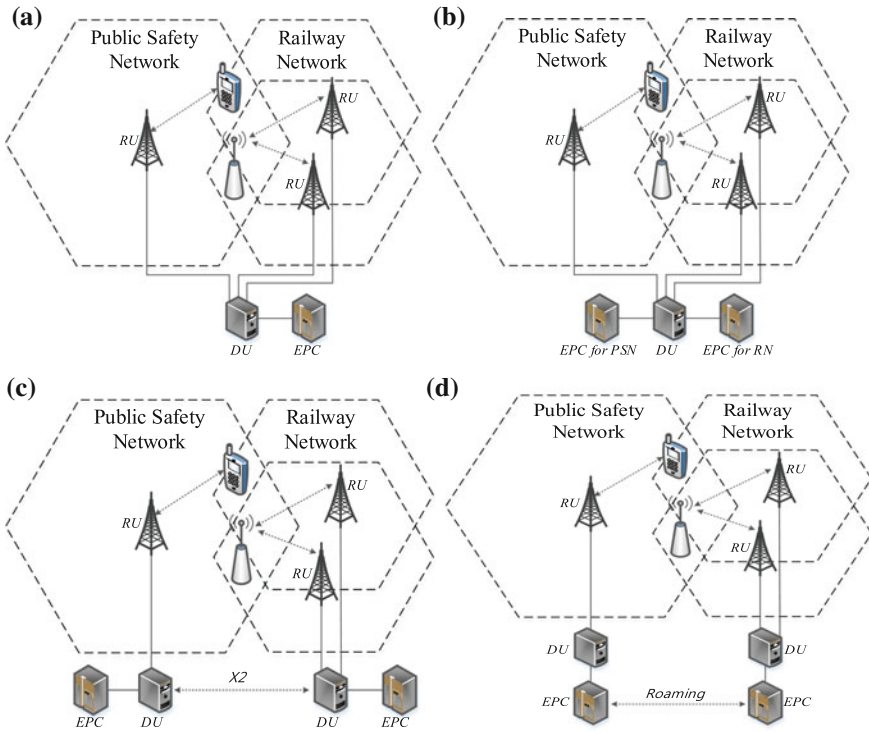 (a)
Public Safety
Network
Railway
Network
RU
RU
RU
DU
EPC
(b)
Public Safety
Network
Railway
Network
RU
RU
RU
EPC for PSN
DU
EPC for RN
(c)
Public Safety
Network
Railway
Network
RU
RU
RU
X2
EPC
DU
DU
EPC
(d)
Public Safety
Network
Railway
Network
RU
RU
RU
DU
DU
Roaming
EPC
EPC